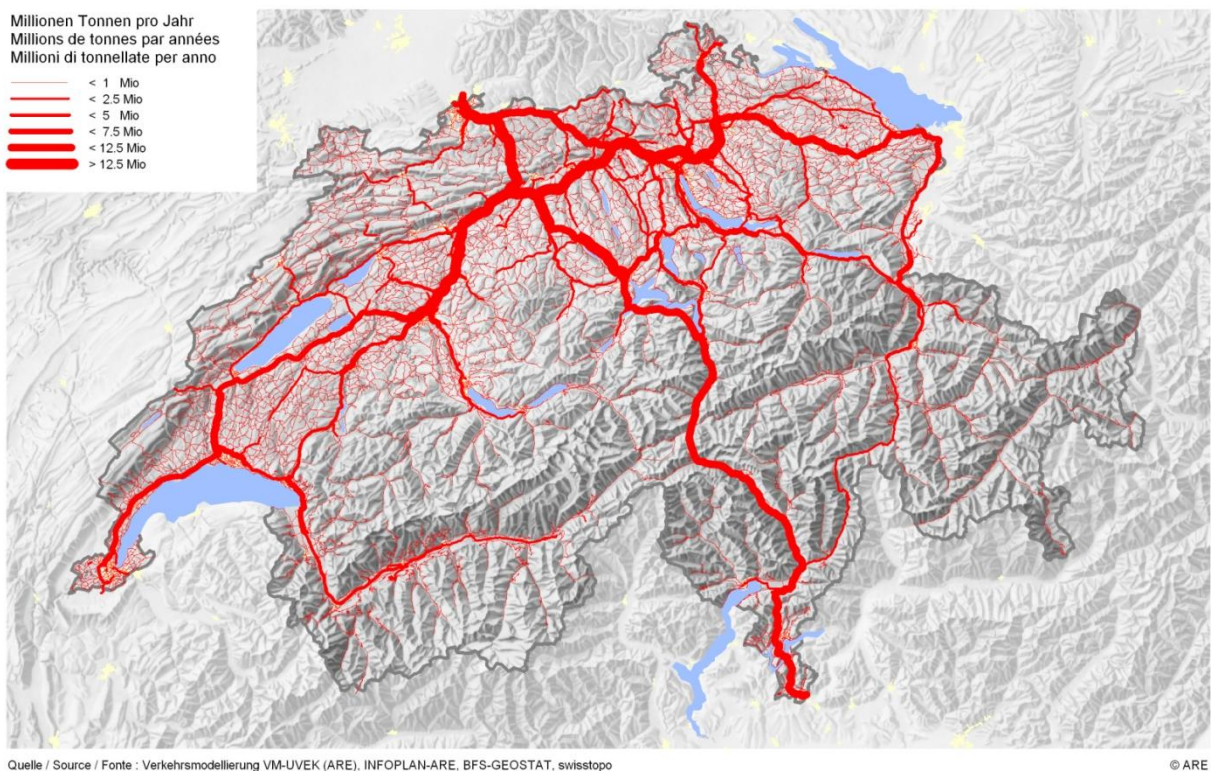 Millionen Tonnen pro Jahr
Millions de tonnes par années
Millioni di tonnellate per anno
< 1 Mio
< 2.5 Mio
< 5 Mio
< 7.5 Mio
< 12.5 Mio
> 12.5 Mio
Quelle / Source / Fonte : Verkehrsmodellierung VM-UVEK (ARE), INFOPLAN-ARE, BFS-GEOSTAT, swisstopo
© ARE